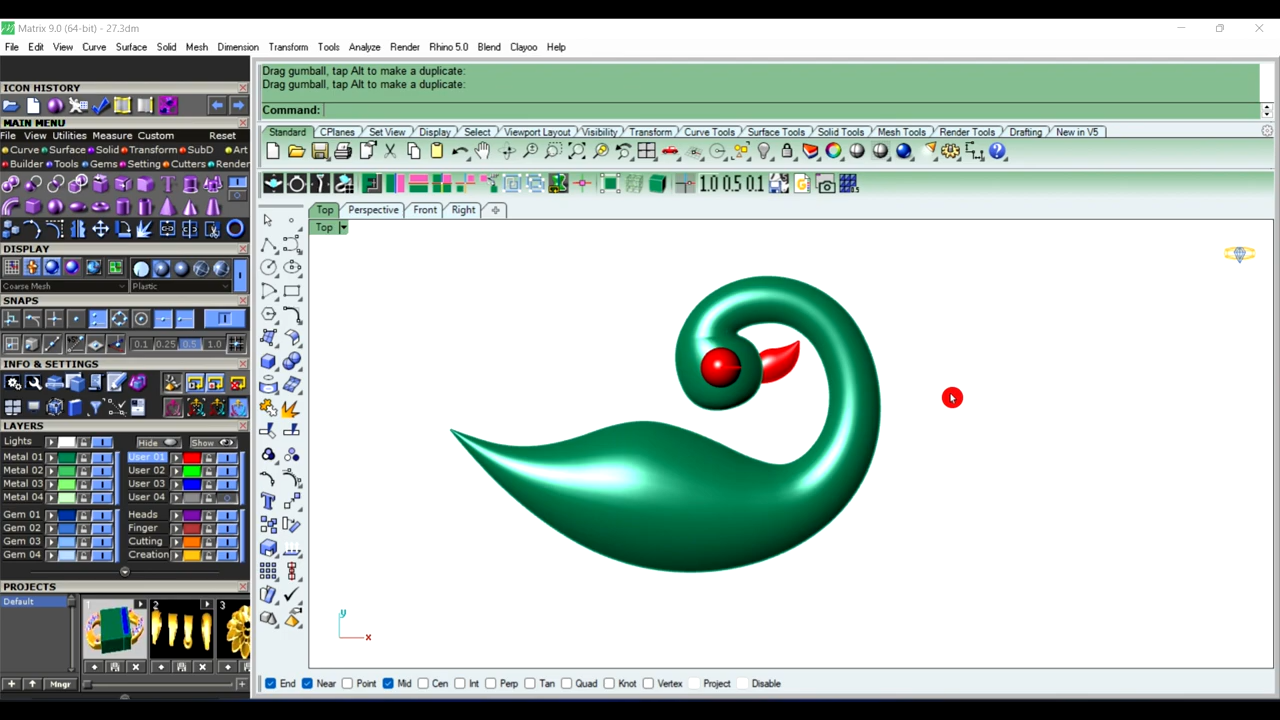 Matrix 9.0 (64-bit) - 27.3dm
File Edit View Curve Surface Solid Mesh Dimension Transform Tools Analyze Render Rhino 5.0 Blend Clayoo Help
Drag gumball, tap Alt to make a duplicate:
Drag gumball, tap Alt to make a duplicate:
Command:
ICON HISTORY
MAIN MENU
File View Utilities Measure Custom Reset
Curve Surface Solid Transform SubD Art
Builder Tools Gems Setting Cutters Render
Standard CPlanes Set View Display Select Viewport Layout Visibility Transform Curve Tools Surface Tools Solid Tools Mesh Tools Render Tools Drafting New in V5
1.0 0.5 0.1
Top Perspective Front Right
Top
DISPLAY
Coarse Mesh Plastic
SNAPS
0.1 0.25 0.5 1.0
INFO & SETTINGS
LAYERS
Lights Hide Show
Metal 01 User 01
Metal 02 User 02
Metal 03 User 03
Metal 04 User 04
Gem 01 Heads
Gem 02 Finger
Gem 03 Cutting
Gem 04 Creation
PROJECTS
Default 1 2 3
Mngr
y
x
End Near Point Mid Cen Int Perp Tan Quad Knot Vertex Project Disable